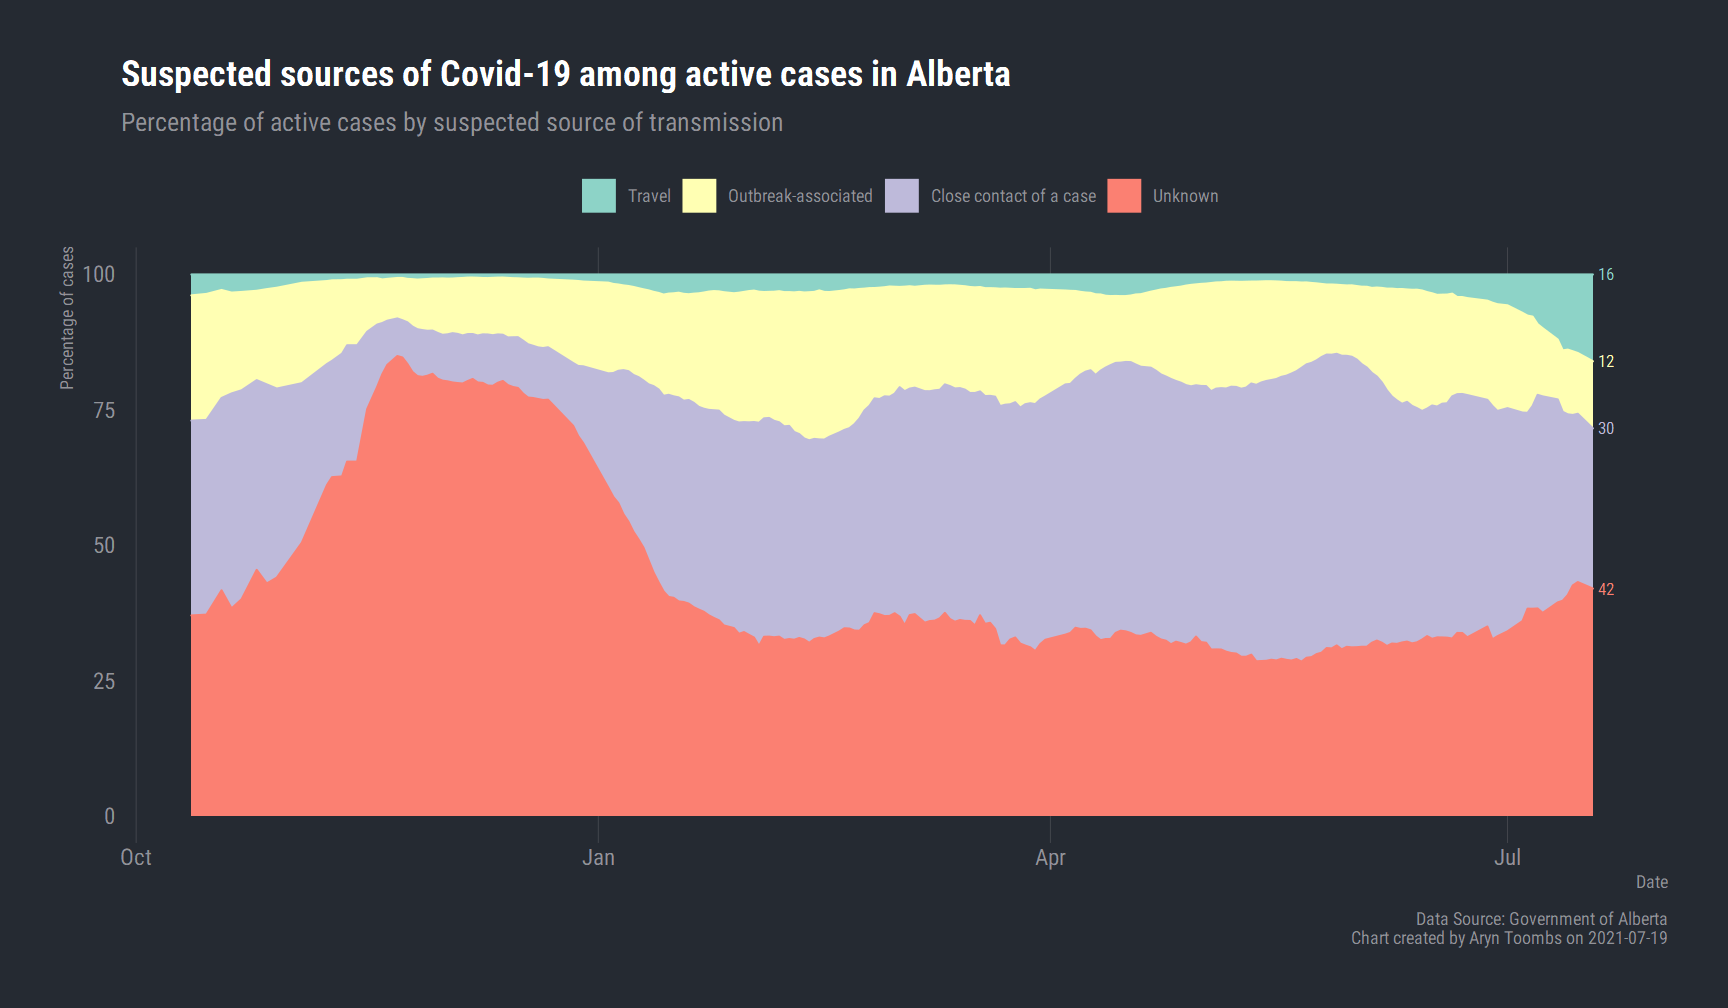 Suspected sources of Covid-19 among active cases in Alberta
Percentage of active cases by suspected source of transmission
Travel
Outbreak-associated
Close contact of a case
Unknown
Percentage of cases
100
75
50
25
0
16
12
30
42
Oct
Jan
Apr
Jul
Date
Data Source: Government of Alberta
Chart created by Aryn Toombs on 2021-07-19